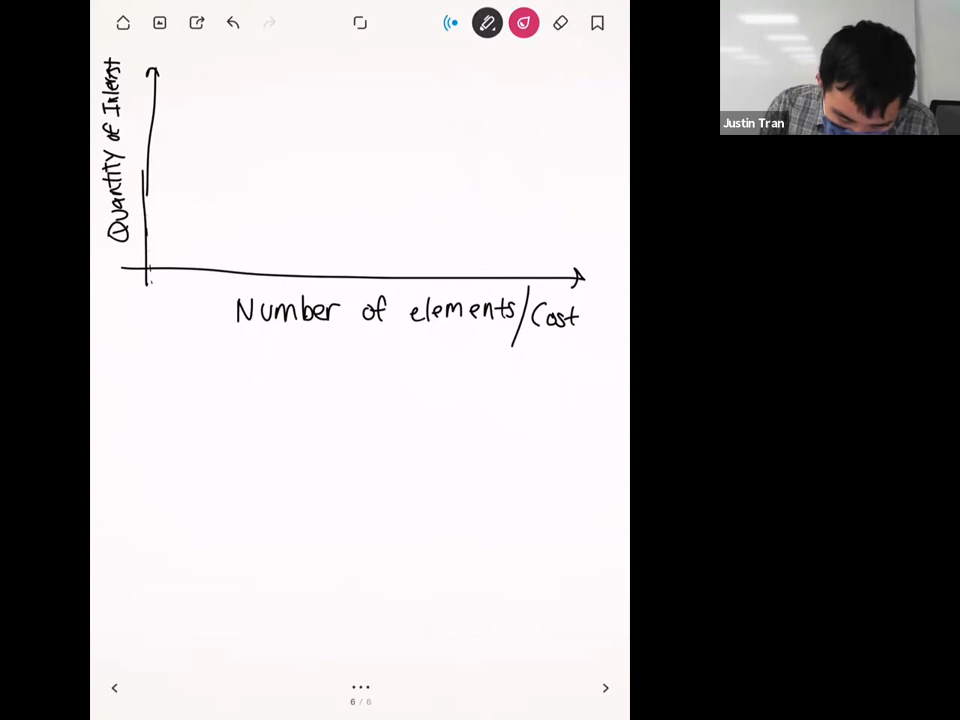 Quantity of Interest
Number of elements/Cost
Justin Tran
6 / 6